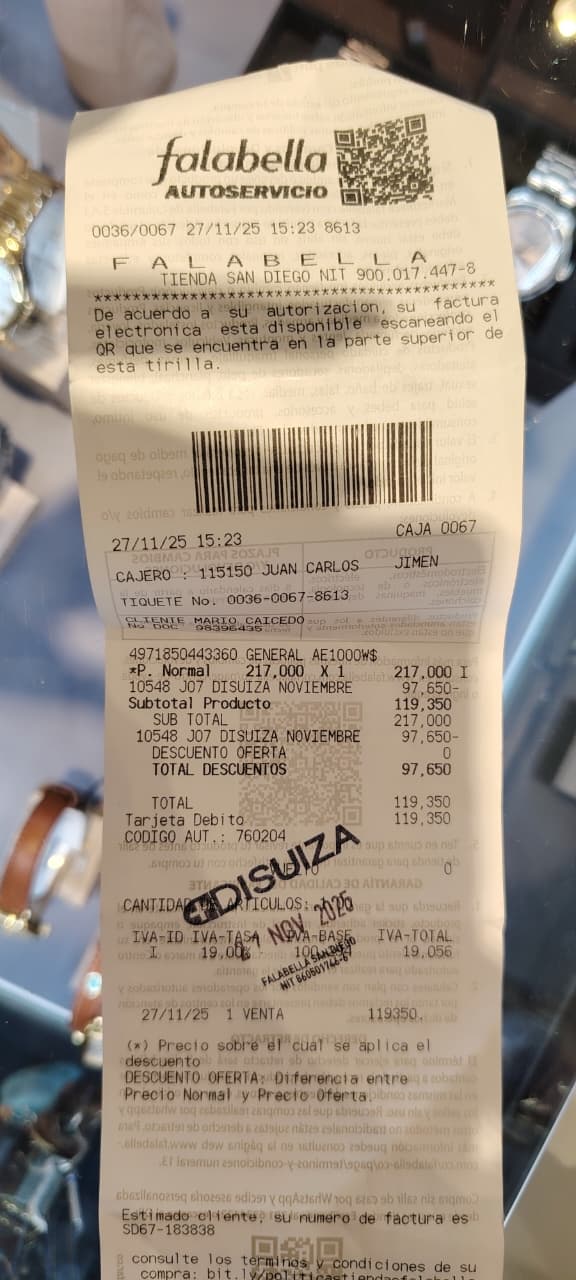 falabella
AUTOSERVICIO
0036/0067 27/11/25 15:23 8613
F A L A B E L L A
TIENDA SAN DIEGO NIT 900.017.447-8
De acuerdo a su autorizacion, su factura
electronica esta disponible escaneando el
QR que se encuentra en la parte superior de
esta tirilla.
27/11/25 15:23 CAJA 0067
CAJERO : 115150 JUAN CARLOS JIMEN
TIQUETE No. 0036-0067-8613
CLIENTE MARIO CAICEDO
No DOC 98396435
4971850443360 GENERAL AE1000W$
*P. Normal 217,000 X 1 217,000 I
10548 J07 DISUIZA NOVIEMBRE 97,650-
Subtotal Producto 119,350
SUB TOTAL 217,000
10548 J07 DISUIZA NOVIEMBRE 97,650-
DESCUENTO OFERTA 0
TOTAL DESCUENTOS 97,650
TOTAL 119,350
Tarjeta Debito 119,350
CODIGO AUT.: 760204
0
DISUIZA
CANTIDAD DE ARTICULOS:
NOV 2025
IVA-ID IVA-TASA IVA-BASE IVA-TOTAL
I 19,00 19,056
FALABELLA SAN DIEGO
27/11/25 1 VENTA 119350.
(*) Precio sobre el cual se aplica el
descuento
DESCUENTO OFERTA: Diferencia entre
Precio Normal y Precio Oferta.
Estimado cliente, su numero de factura es
SD67-183838
consulte los terminos y condiciones de su